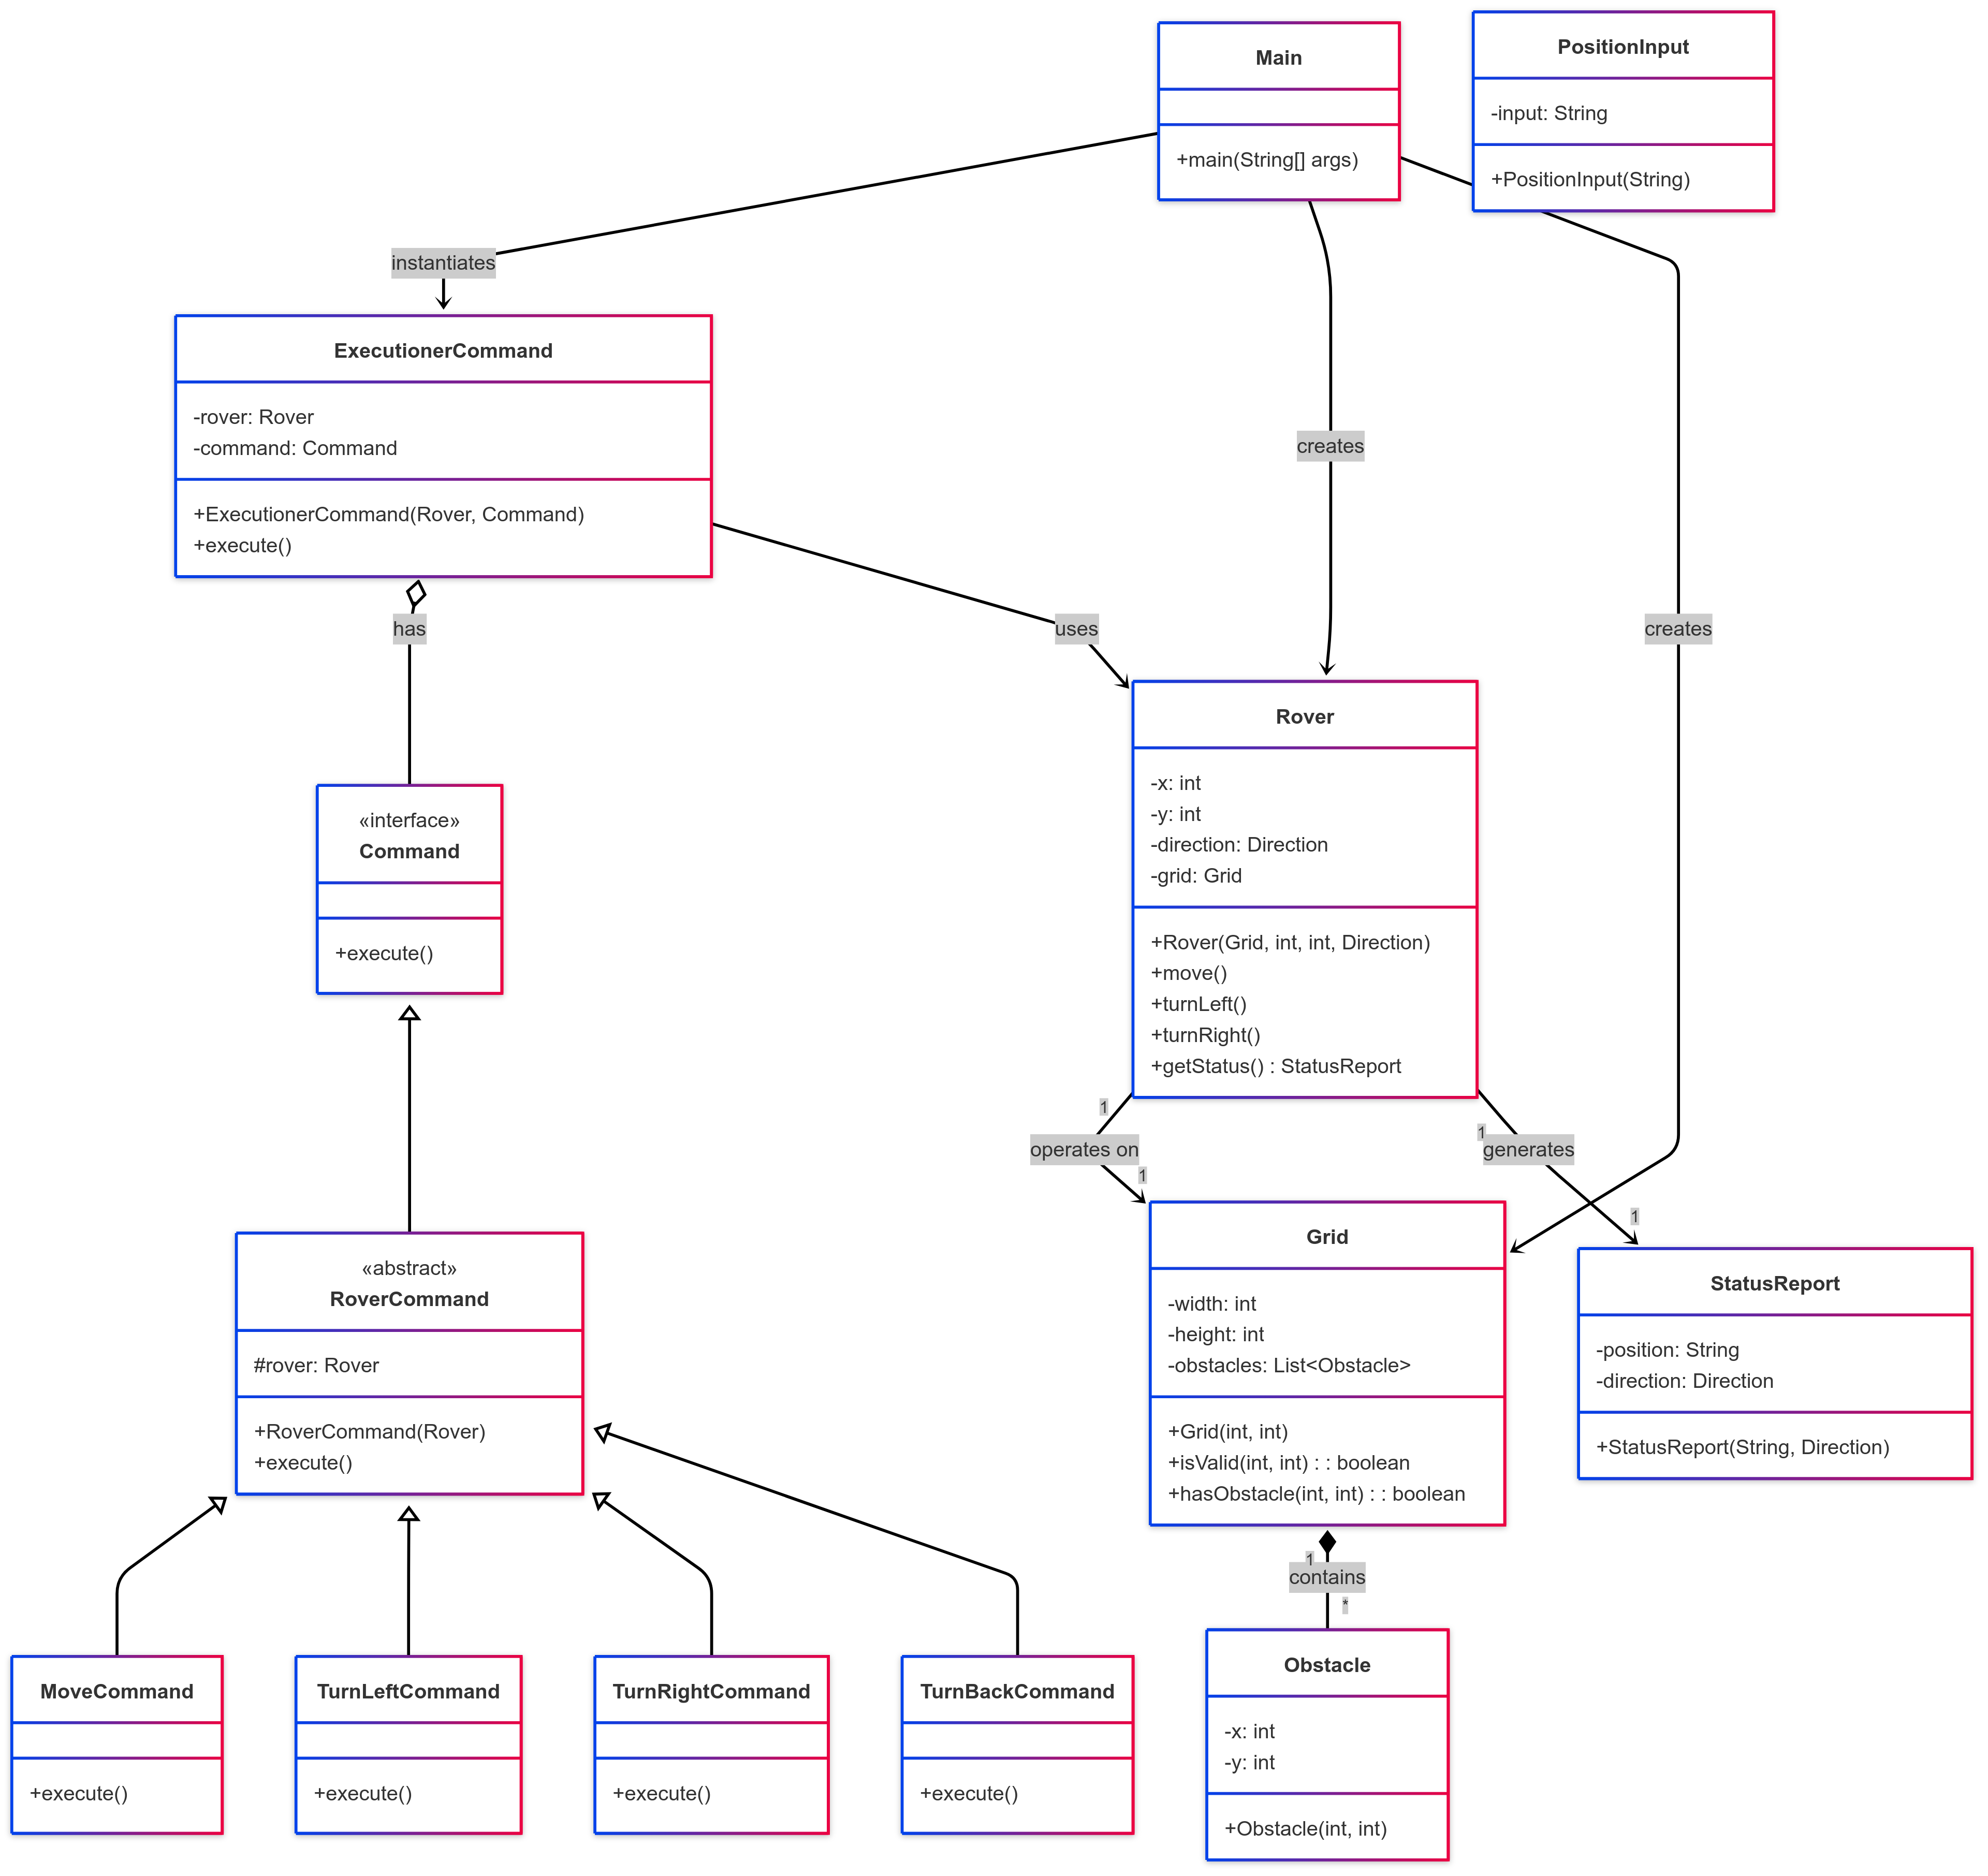 Main
+main(String[] args)
PositionInput
-input: String
+PositionInput(String)
instantiates
ExecutionerCommand
-rover: Rover
-command: Command
+ExecutionerCommand(Rover, Command)
+execute()
creates
has
uses
creates
Rover
-x: int
-y: int
-direction: Direction
-grid: Grid
+Rover(Grid, int, int, Direction)
+move()
+turnLeft()
+turnRight()
+getStatus() : StatusReport
«interface»
Command
+execute()
1
operates on
1
1
generates
1
«abstract»
RoverCommand
#rover: Rover
+RoverCommand(Rover)
+execute()
Grid
-width: int
-height: int
-obstacles: List<Obstacle>
+Grid(int, int)
+isValid(int, int) : : boolean
+hasObstacle(int, int) : : boolean
StatusReport
-position: String
-direction: Direction
+StatusReport(String, Direction)
1
contains
*
MoveCommand
+execute()
TurnLeftCommand
+execute()
TurnRightCommand
+execute()
TurnBackCommand
+execute()
Obstacle
-x: int
-y: int
+Obstacle(int, int)